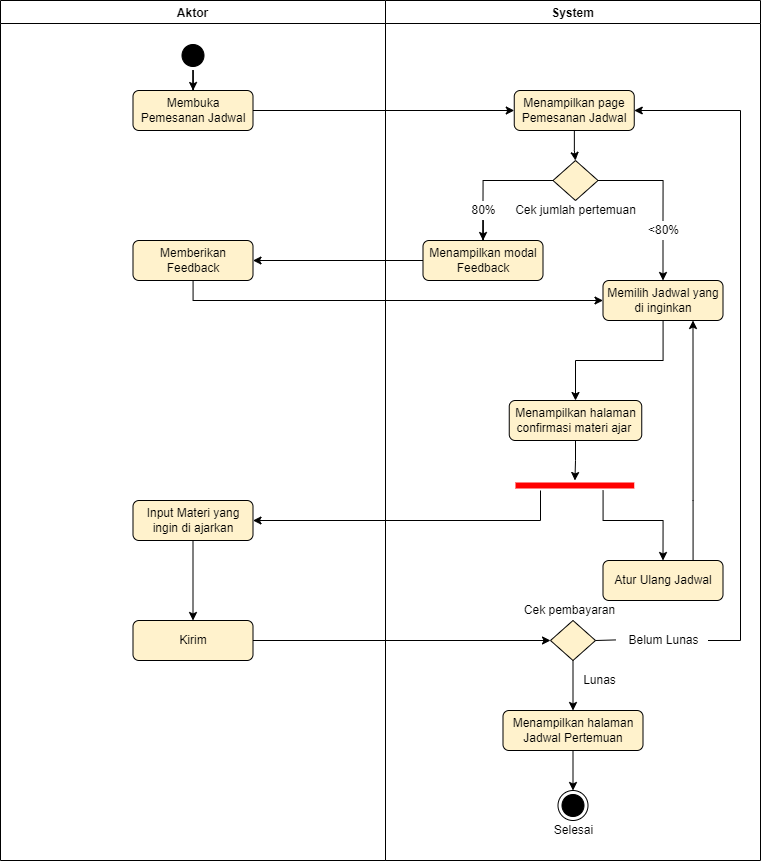 Aktor
System
Membuka
Pemesanan Jadwal
Menampilkan page
Pemesanan Jadwal
Cek jumlah pertemuan
80%
<80%
Memberikan
Feedback
Menampilkan modal
Feedback
Memilih Jadwal yang
di inginkan
Menampilkan halaman
confirmasi materi ajar
Input Materi yang
ingin di ajarkan
Atur Ulang Jadwal
Cek pembayaran
Kirim
Belum Lunas
Lunas
Menampilkan halaman
Jadwal Pertemuan
Selesai